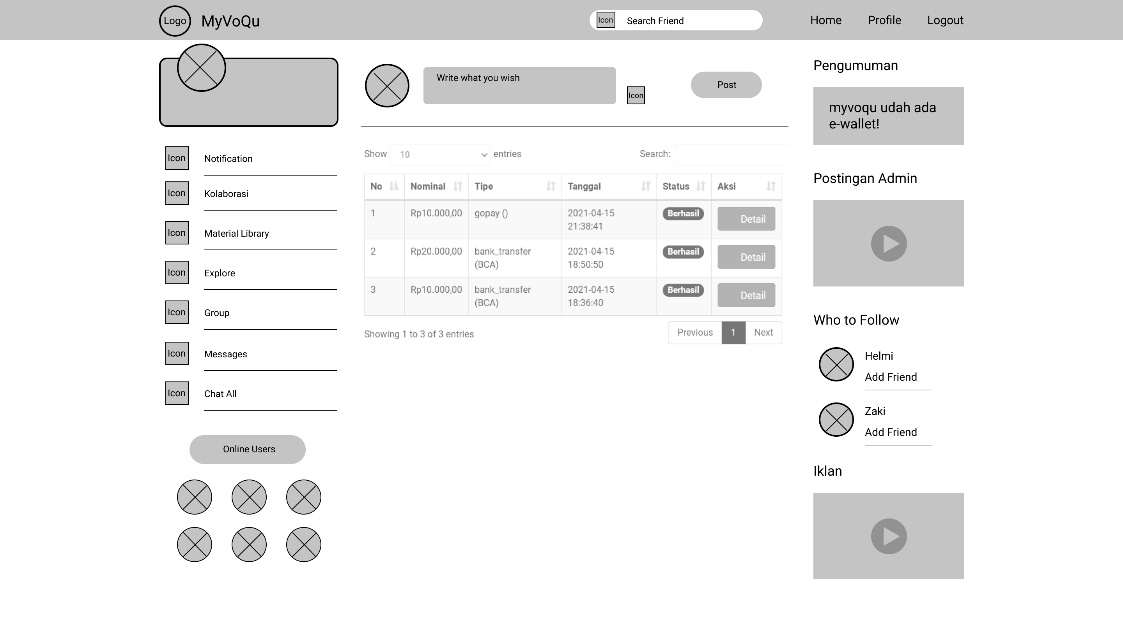 Logo MyVoQu
Icon Search Friend
Home Profile Logout
Icon Notification
Icon Kolaborasi
Icon Material Library
Icon Explore
Icon Group
Icon Messages
Icon Chat All
Online Users
Write what you wish
Icon
Post
Show 10 entries
Search:
No Nominal Tipe Tanggal Status Aksi
1 Rp10.000,00 gopay () 2021-04-15 21:38:41 Berhasil Detail
2 Rp20.000,00 bank_transfer (BCA) 2021-04-15 18:50:50 Berhasil Detail
3 Rp10.000,00 bank_transfer (BCA) 2021-04-15 18:36:40 Berhasil Detail
Showing 1 to 3 of 3 entries
Previous 1 Next
Pengumuman
myvoqu udah ada
e-wallet!
Postingan Admin
Who to Follow
Helmi
Add Friend
Zaki
Add Friend
Iklan